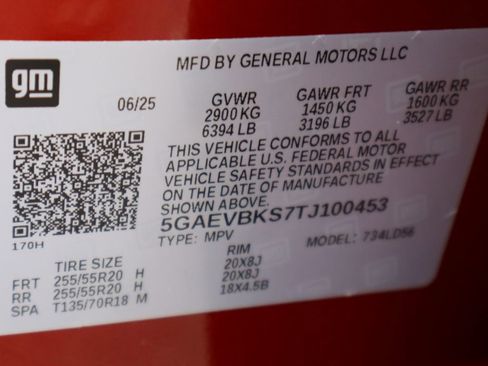 gm
MFD BY GENERAL MOTORS LLC
06/25 GVWR GAWR FRT GAWR RR
2900 KG 1450 KG 1600 KG
6394 LB 3196 LB 3527 LB
THIS VEHICLE CONFORMS TO ALL
APPLICABLE U.S. FEDERAL MOTOR
VEHICLE SAFETY STANDARDS IN EFFECT
ON THE DATE OF MANUFACTURE
SHOWN ABOVE.
5GAEVBKS7TJ100453
170H TYPE: MPV MODEL: 734LD56
TIRE SIZE RIM
FRT 255/55R20 H 20X8J
RR 255/55R20 H 20X8J
SPA T135/70R18 M 18X4.5B